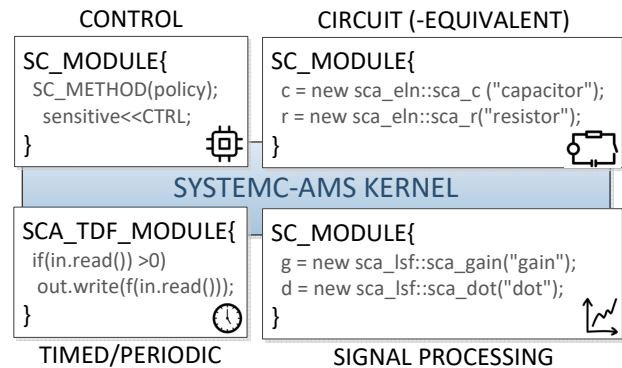 CONTROL
SC_MODULE{
SC_METHOD(policy);
sensitive<<CTRL;
}
CIRCUIT (-EQUIVALENT)
SC_MODULE{
c = new sca_eln::sca_c ("capacitor");
r = new sca_eln::sca_r("resistor");
}
SYSTEMC-AMS KERNEL
SCA_TDF_MODULE{
if(in.read()) >0)
out.write(f(in.read()));
}
TIMED/PERIODIC
SC_MODULE{
g = new sca_lsf::sca_gain("gain");
d = new sca_lsf::sca_dot("dot");
}
SIGNAL PROCESSING